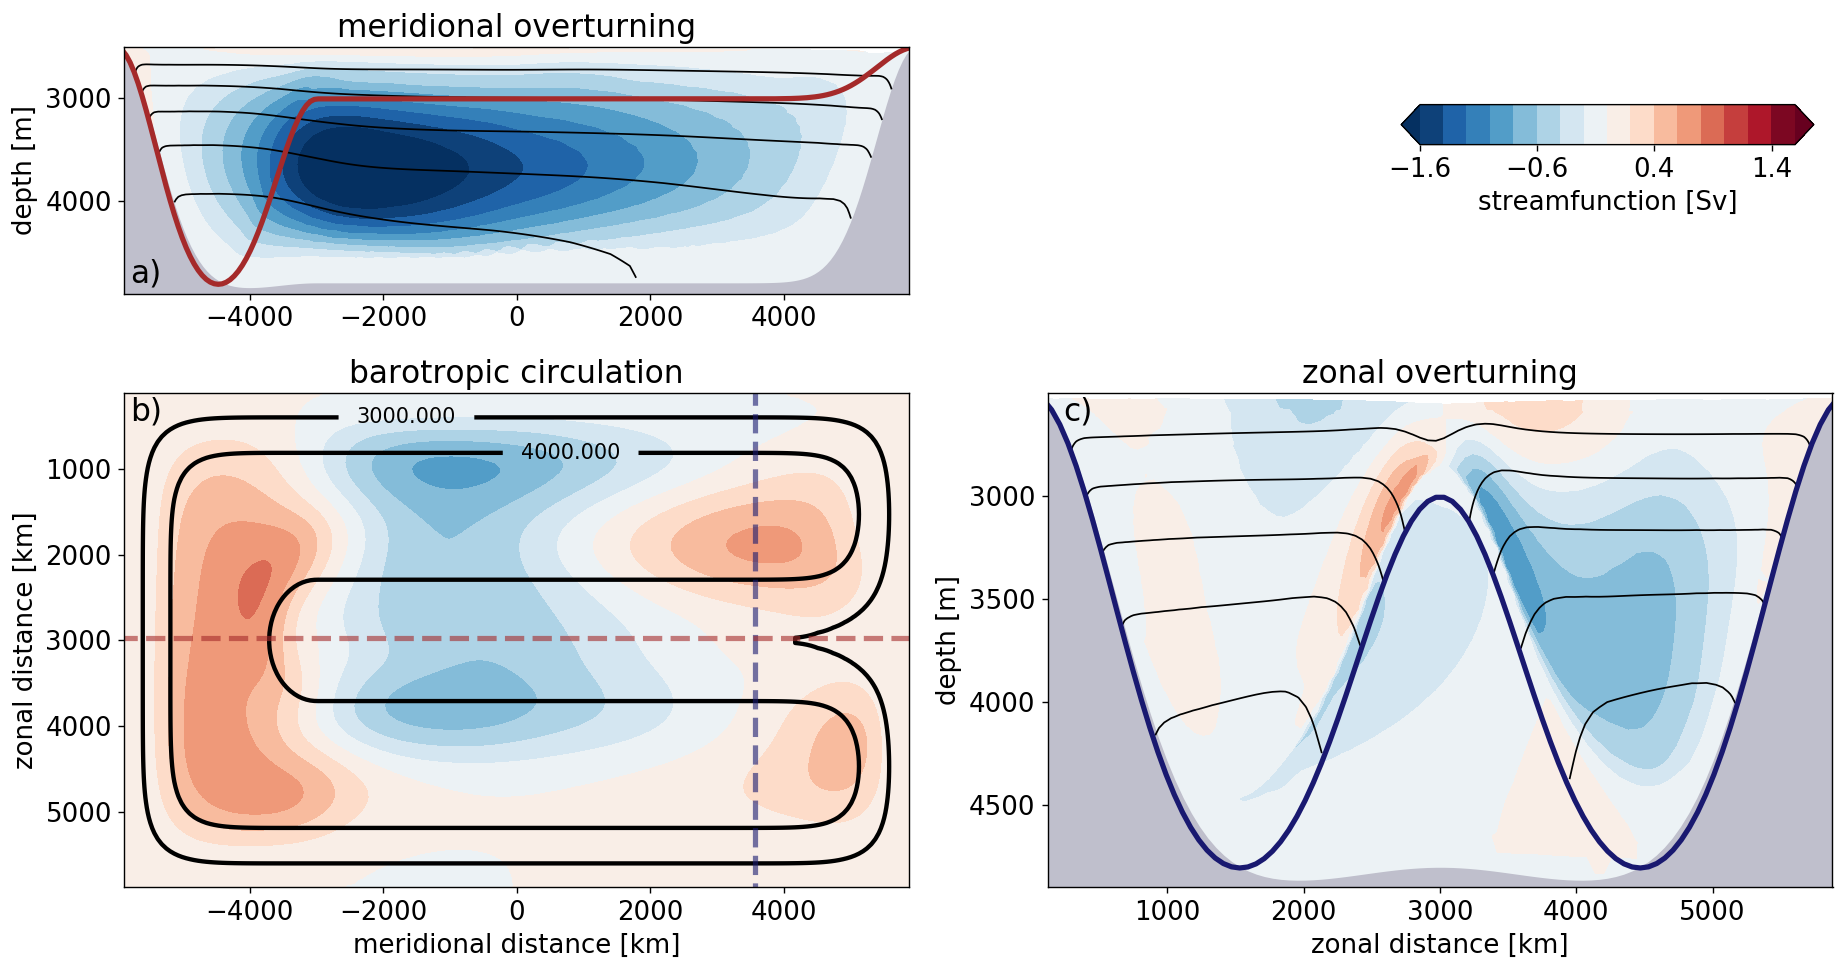 meridional overturning
depth [m]
3000
4000
a)
−4000 −2000 0 2000 4000
−1.6 −0.6 0.4 1.4
streamfunction [Sv]
barotropic circulation
b)
3000.000
4000.000
zonal distance [km]
1000
2000
3000
4000
5000
−4000 −2000 0 2000 4000
meridional distance [km]
zonal overturning
c)
depth [m]
3000
3500
4000
4500
1000 2000 3000 4000 5000
zonal distance [km]